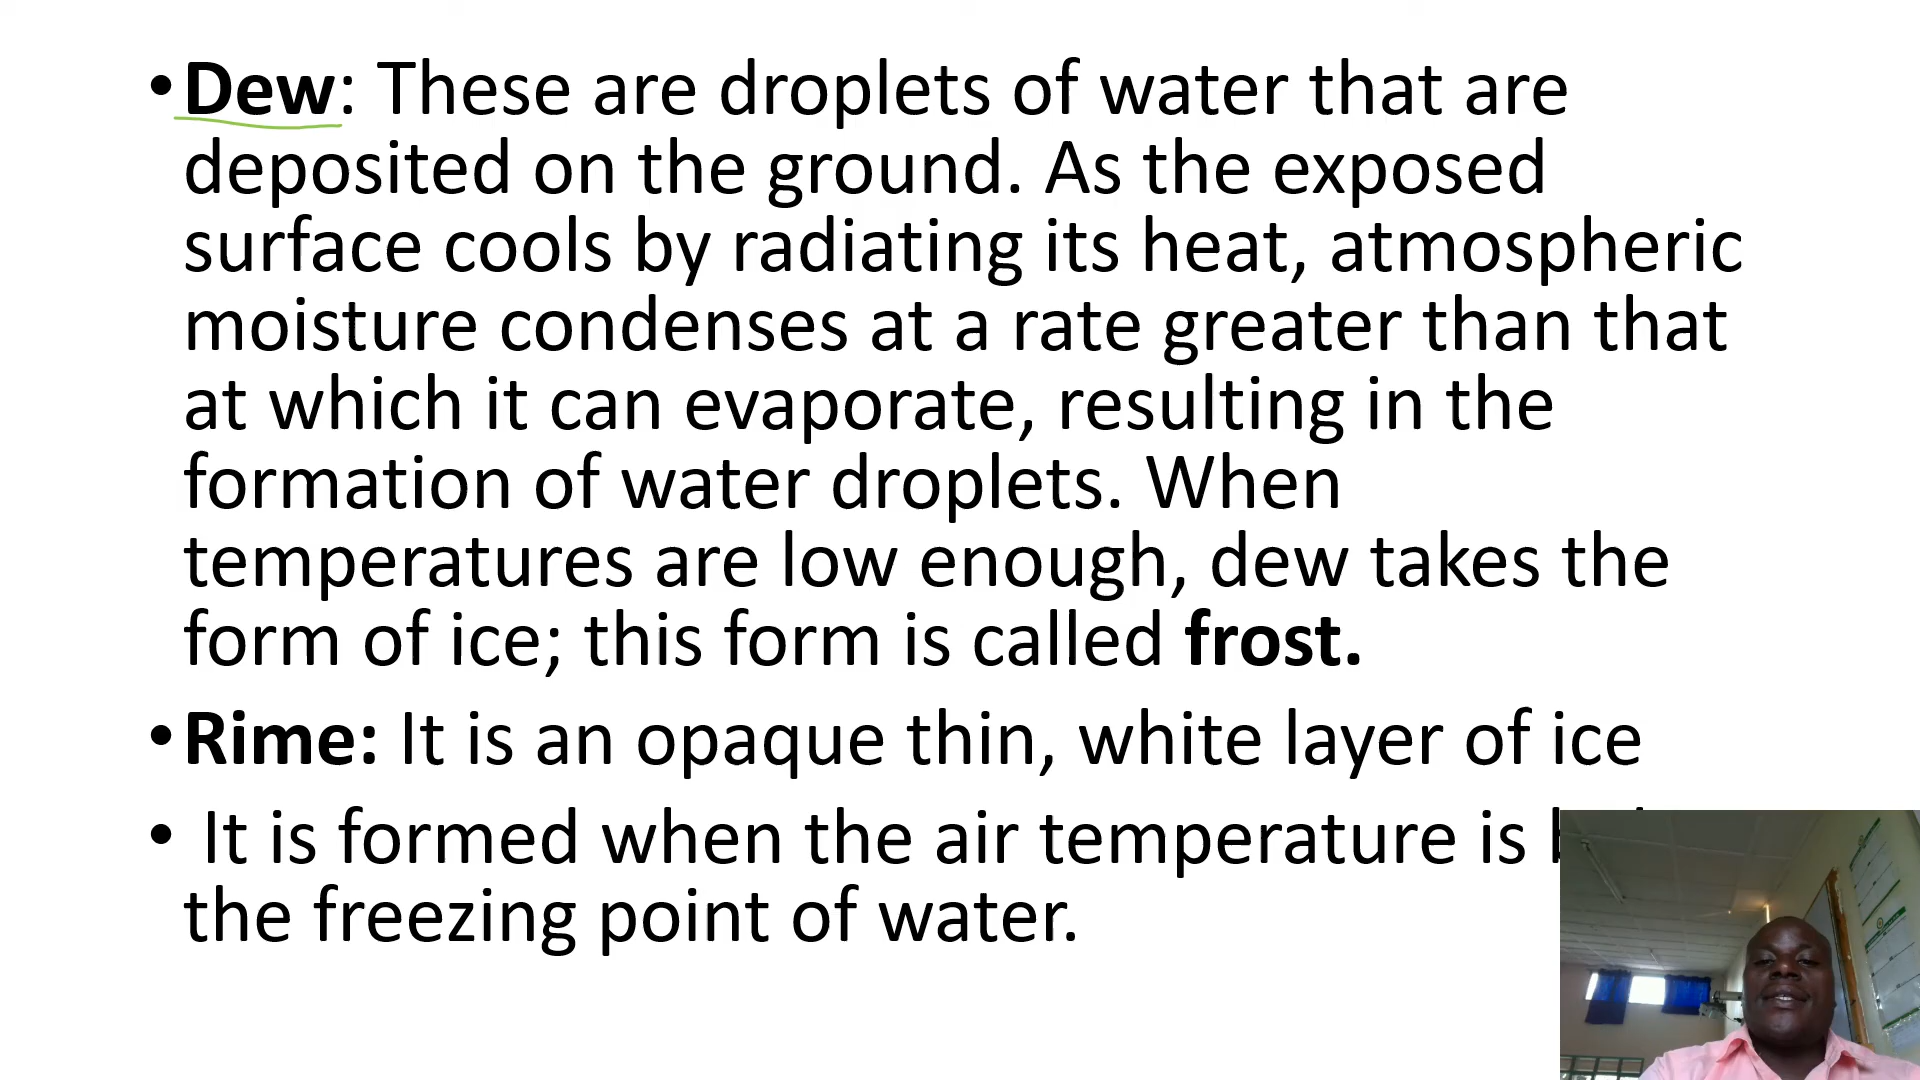 •Dew: These are droplets of water that are
deposited on the ground. As the exposed
surface cools by radiating its heat, atmospheric
moisture condenses at a rate greater than that
at which it can evaporate, resulting in the
formation of water droplets. When
temperatures are low enough, dew takes the
form of ice; this form is called frost.
•Rime: It is an opaque thin, white layer of ice
• It is formed when the air temperature is
the freezing point of water.